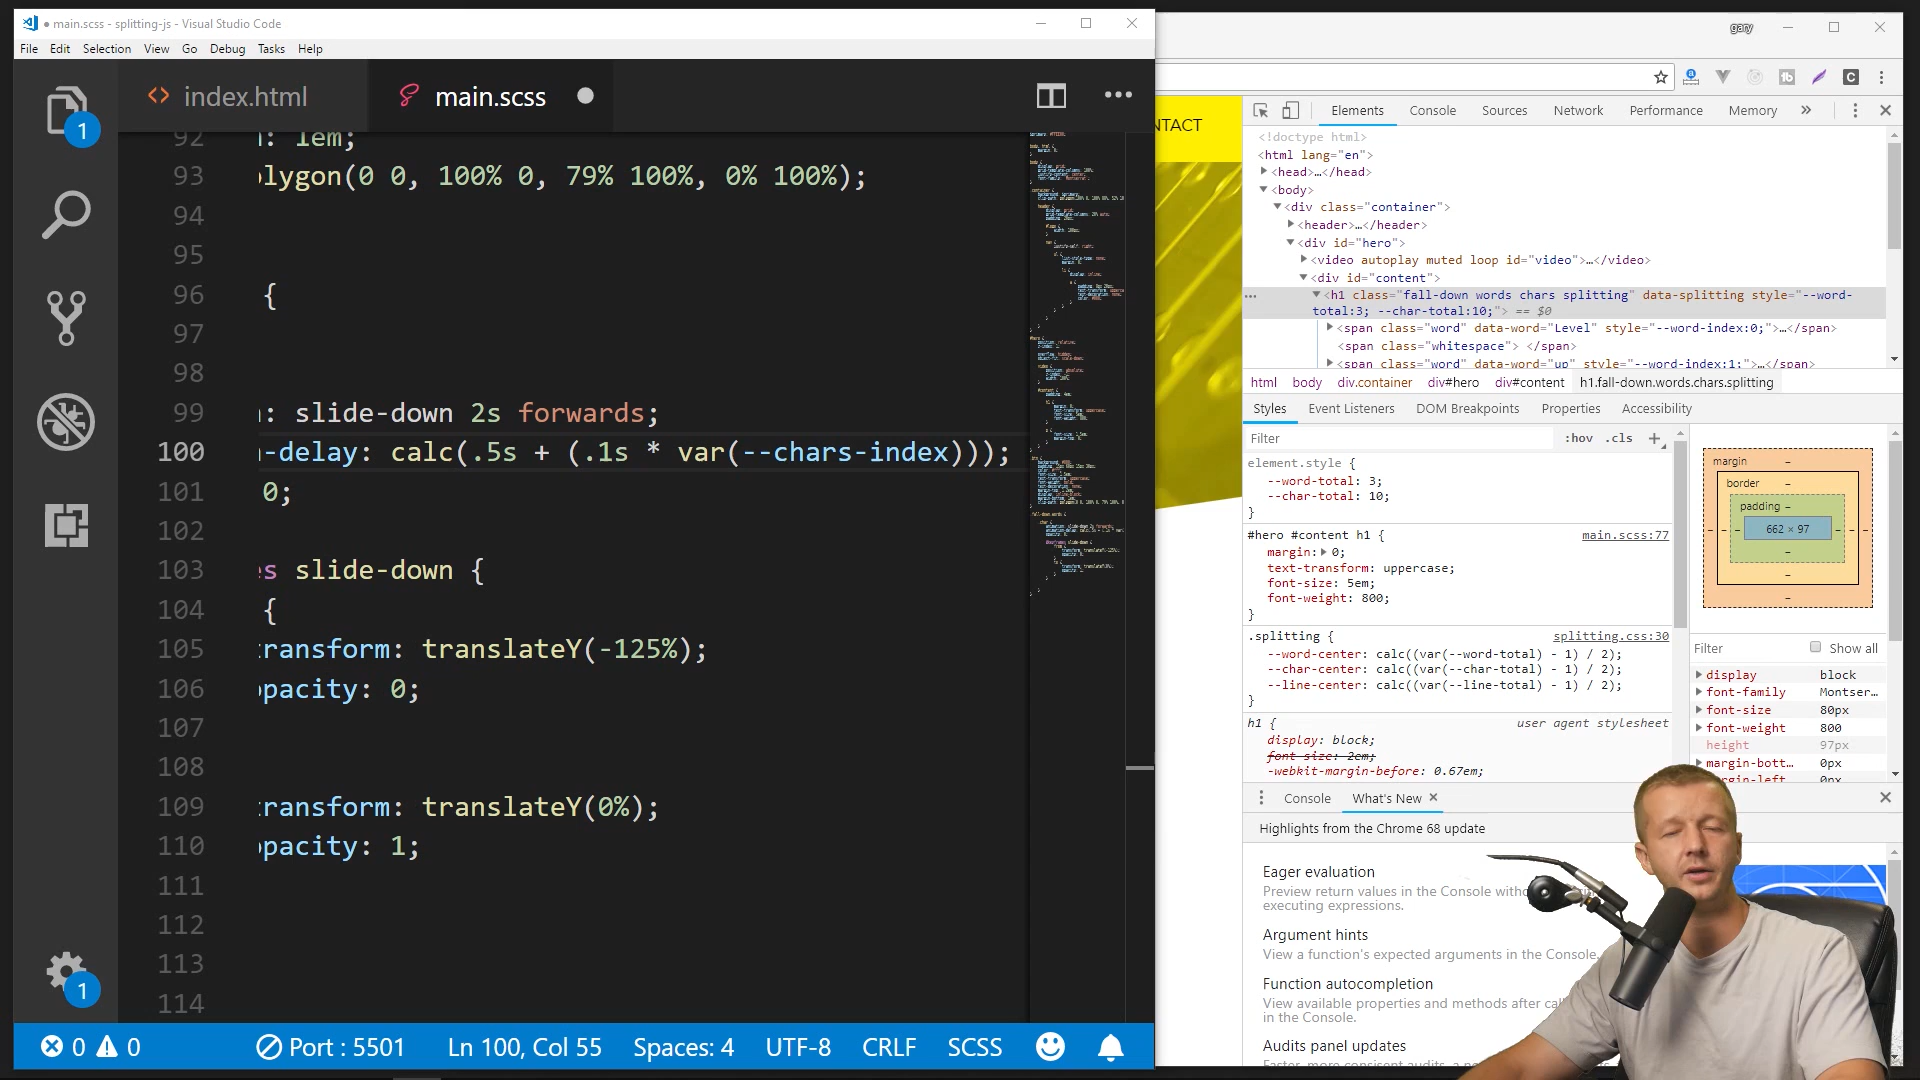 main.scss - splitting-js - Visual Studio Code
File Edit Selection View Go Debug Tasks Help
index.html
main.scss
1
92 : 1em;
93 olygon(0 0, 100% 0, 79% 100%, 0% 100%);
94
95
96 {
97
98
99 : slide-down 2s forwards;
100 -delay: calc(.5s + (.1s * var(--chars-index)));
101 0;
102
103 s slide-down {
104 {
105 ransform: translateY(-125%);
106 pacity: 0;
107
108
109 ransform: translateY(0%);
110 pacity: 1;
111
112
113
114
1
0 0 Port : 5501 Ln 100, Col 55 Spaces: 4 UTF-8 CRLF SCSS
gary
NTACT
Elements Console Sources Network Performance Memory »
<!doctype html>
<html lang="en">
<head>…</head>
<body>
<div class="container">
<header>…</header>
<div id="hero">
<video autoplay muted loop id="video">…</video>
<div id="content">
<h1 class="fall-down words chars splitting" data-splitting style="--word-
total:3; --char-total:10;"> == $0
<span class="word" data-word="Level" style="--word-index:0;">…</span>
<span class="whitespace"> </span>
<span class="word" data-word="up" style="--word-index:1;">…</span>
html body div.container div#hero div#content h1.fall-down.words.chars.splitting
Styles Event Listeners DOM Breakpoints Properties Accessibility
Filter :hov .cls +
element.style {
--word-total: 3;
--char-total: 10;
}
#hero #content h1 { main.scss:77
margin: 0;
text-transform: uppercase;
font-size: 5em;
font-weight: 800;
}
.splitting { splitting.css:30
--word-center: calc((var(--word-total) - 1) / 2);
--char-center: calc((var(--char-total) - 1) / 2);
--line-center: calc((var(--line-total) - 1) / 2);
}
h1 { user agent stylesheet
display: block;
font-size: 2em;
-webkit-margin-before: 0.67em;
margin –
border –
padding –
662 × 97
Filter Show all
display block
font-family Montser…
font-size 80px
font-weight 800
height 97px
margin-bott… 0px
margin-left 0px
Console What's New
Highlights from the Chrome 68 update
Eager evaluation
Preview return values in the Console
executing expressions.
Argument hints
View a function's expected arguments in the Console.
Function autocompletion
View available properties and methods after
in the Console.
Audits panel updates